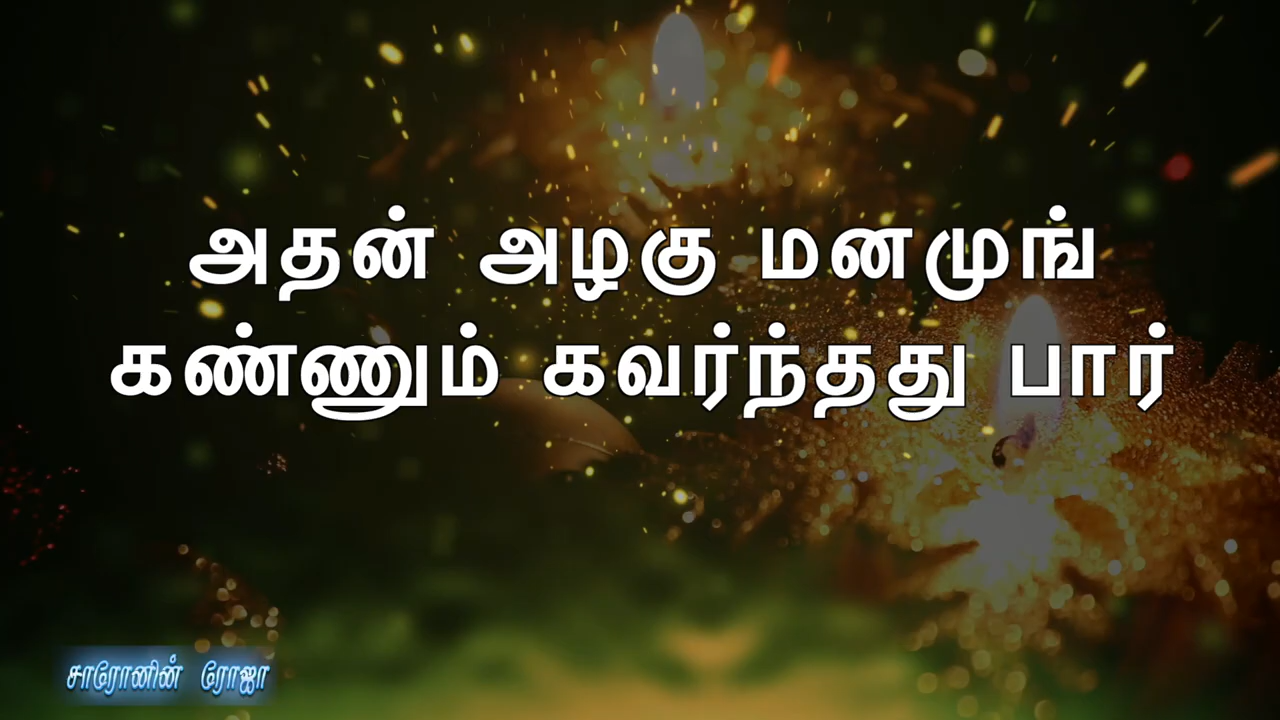 அதன் அழகு மனமுங்
கண்ணும் கவர்ந்தது பார்
சாரோனின் ரோஜா